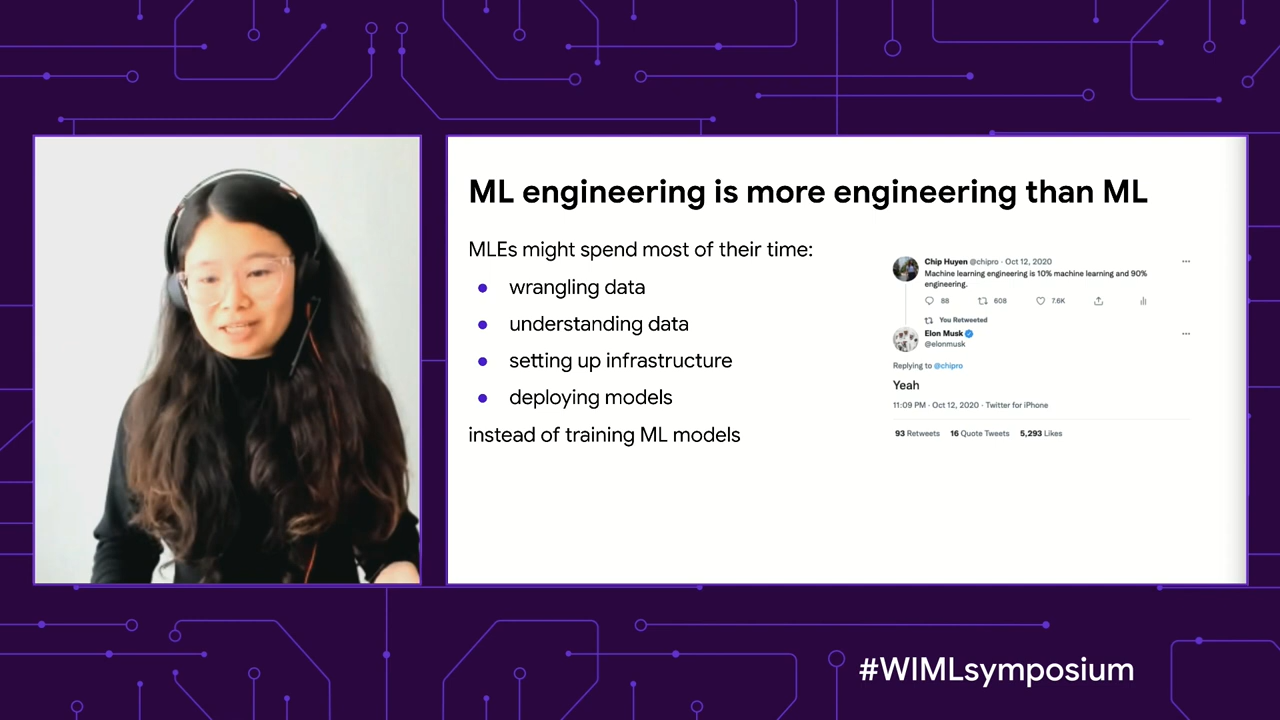 ML engineering is more engineering than ML
MLEs might spend most of their time:
wrangling data
understanding data
setting up infrastructure
deploying models
instead of training ML models
Chip Huyen @chipro · Oct 12, 2020
Machine learning engineering is 10% machine learning and 90%
engineering.
88 608 7.6K
You Retweeted
Elon Musk
@elonmusk
Replying to @chipro
Yeah
11:09 PM · Oct 12, 2020 · Twitter for iPhone
93 Retweets 16 Quote Tweets 5,293 Likes
#WIMLsymposium